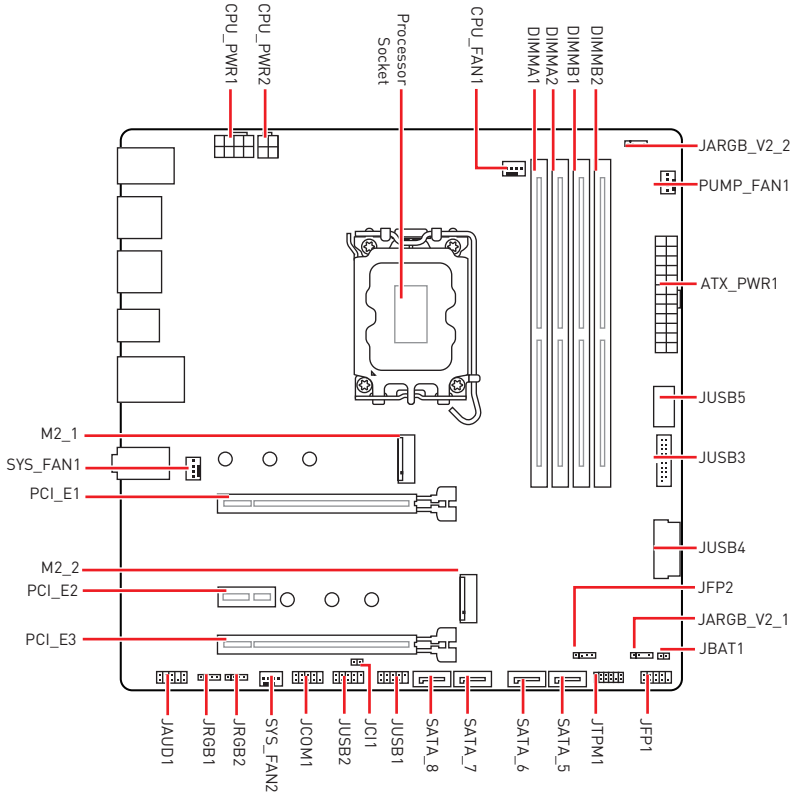 CPU_PWR1
CPU_PWR2
Processor
Socket
CPU_FAN1
DIMMA1
DIMMA2
DIMMB1
DIMMB2
JARGB_V2_2
PUMP_FAN1
ATX_PWR1
JUSB5
M2_1
SYS_FAN1
JUSB3
PCI_E1
JUSB4
M2_2
PCI_E2
JFP2
JARGB_V2_1
PCI_E3
JBAT1
JAUD1
JRGB1
JRGB2
SYS_FAN2
JCOM1
JUSB2
JCI1
JUSB1
SATA_8
SATA_7
SATA_6
SATA_5
JTPM1
JFP1